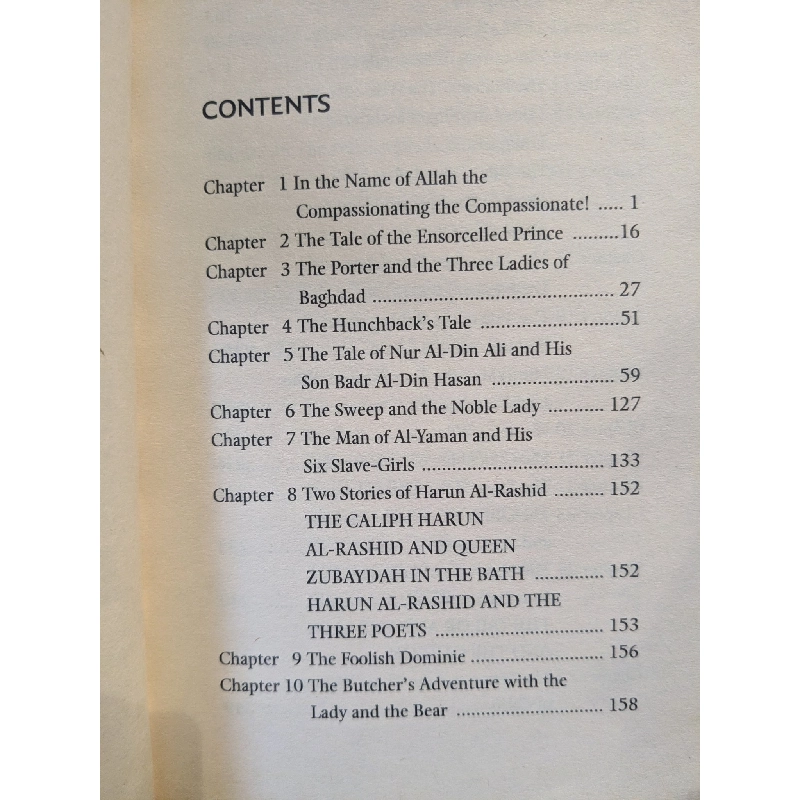 CONTENTS
Chapter 1 In the Name of Allah the
Compassionating the Compassionate! ..... 1
Chapter 2 The Tale of the Ensorcelled Prince .........16
Chapter 3 The Porter and the Three Ladies of
Baghdad .......................................... 27
Chapter 4 The Hunchback's Tale ........................51
Chapter 5 The Tale of Nur Al-Din Ali and His
Son Badr Al-Din Hasan ..................... 59
Chapter 6 The Sweep and the Noble Lady .......... 127
Chapter 7 The Man of Al-Yaman and His
Six Slave-Girls ................................ 133
Chapter 8 Two Stories of Harun Al-Rashid ......... 152
THE CALIPH HARUN
AL-RASHID AND QUEEN
ZUBAYDAH IN THE BATH ............ 152
HARUN AL-RASHID AND THE
THREE POETS ............................. 153
Chapter 9 The Foolish Dominie ....................... 156
Chapter 10 The Butcher's Adventure with the
Lady and the Bear .......................... 158